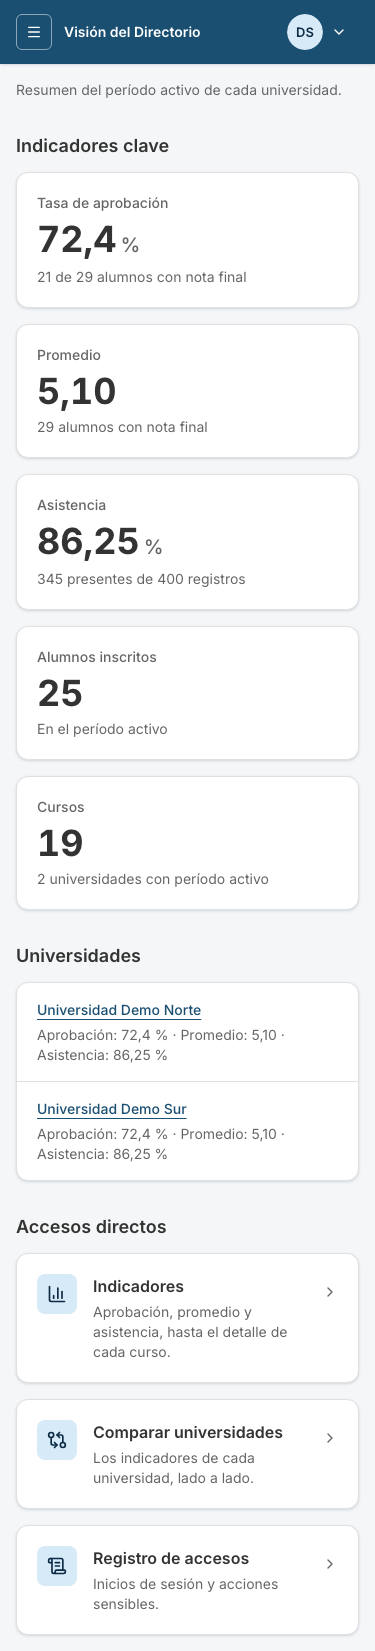 Visión del Directorio
DS
Resumen del período activo de cada universidad.
Indicadores clave
Tasa de aprobación
72,4 %
21 de 29 alumnos con nota final
Promedio
5,10
29 alumnos con nota final
Asistencia
86,25 %
345 presentes de 400 registros
Alumnos inscritos
25
En el período activo
Cursos
19
2 universidades con período activo
Universidades
Universidad Demo Norte
Aprobación: 72,4 % · Promedio: 5,10 ·
Asistencia: 86,25 %
Universidad Demo Sur
Aprobación: 72,4 % · Promedio: 5,10 ·
Asistencia: 86,25 %
Accesos directos
Indicadores
Aprobación, promedio y
asistencia, hasta el detalle de
cada curso.
Comparar universidades
Los indicadores de cada
universidad, lado a lado.
Registro de accesos
Inicios de sesión y acciones
sensibles.